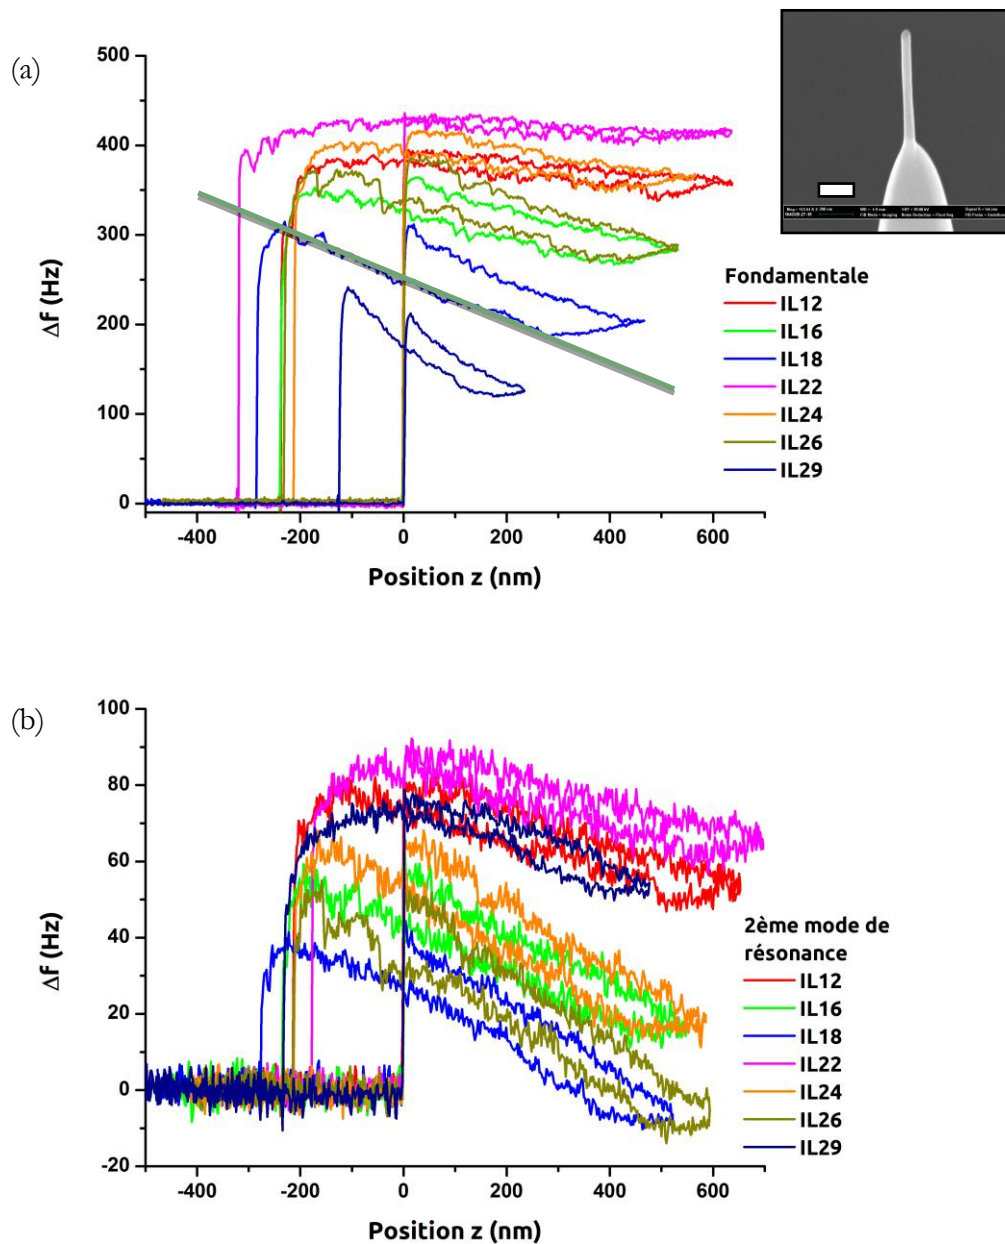 (a)
500
400
300
200
100
0
Δf (Hz)
-400
-200
0
200
400
600
Position z (nm)
Fondamentale
IL12
IL16
IL18
IL22
IL24
IL26
IL29
(b)
100
80
60
40
20
0
-20
Δf (Hz)
-400
-200
0
200
400
600
Position z (nm)
2ème mode de
résonance
IL12
IL16
IL18
IL22
IL24
IL26
IL29